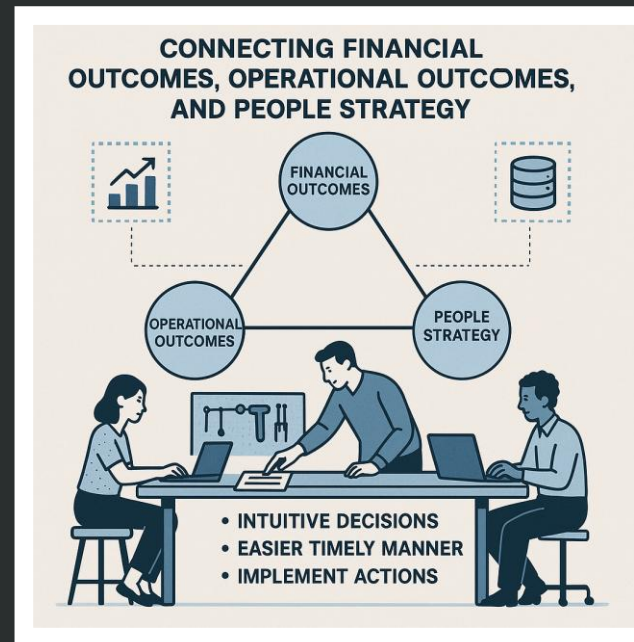 CONNECTING FINANCIAL
OUTCOMES, OPERATIONAL OUTCOMES,
AND PEOPLE STRATEGY
FINANCIAL
OUTCOMES
OPERATIONAL
OUTCOMES
PEOPLE
STRATEGY
• INTUITIVE DECISIONS
• EASIER TIMELY MANNER
• IMPLEMENT ACTIONS